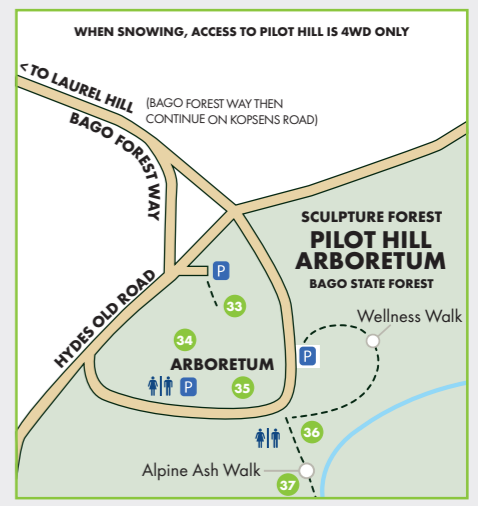 WHEN SNOWING, ACCESS TO PILOT HILL IS 4WD ONLY
<TO LAUREL HILL
(BAGO FOREST WAY THEN
CONTINUE ON KOPSENS ROAD)
BAGO FOREST WAY
SCULPTURE FOREST
PILOT HILL
ARBORETUM
BAGO STATE FOREST
P
33
HYDES OLD ROAD
Wellness Walk
34
P
ARBORETUM
P
35
36
Alpine Ash Walk
37